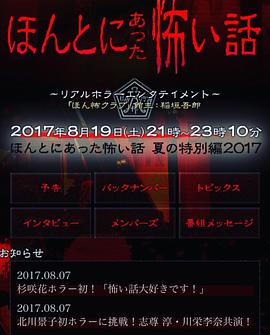 ほんとにあった怖い話
～リアルホラーエンタテイメント～
「ほん怖クラブ」館主：稲垣吾郎
2017年8月19日(土)21時～23時10分
ほんとにあった怖い話 夏の特別編2017
予告
バックナンバー
トピックス
インタビュー
メンバーズ
番組メッセージ
お知らせ
2017.08.07
杉咲花ホラー初！「怖い話大好きです！」
2017.08.07
北川景子初ホラーに挑戦！志尊 淳・川栄李奈共演！